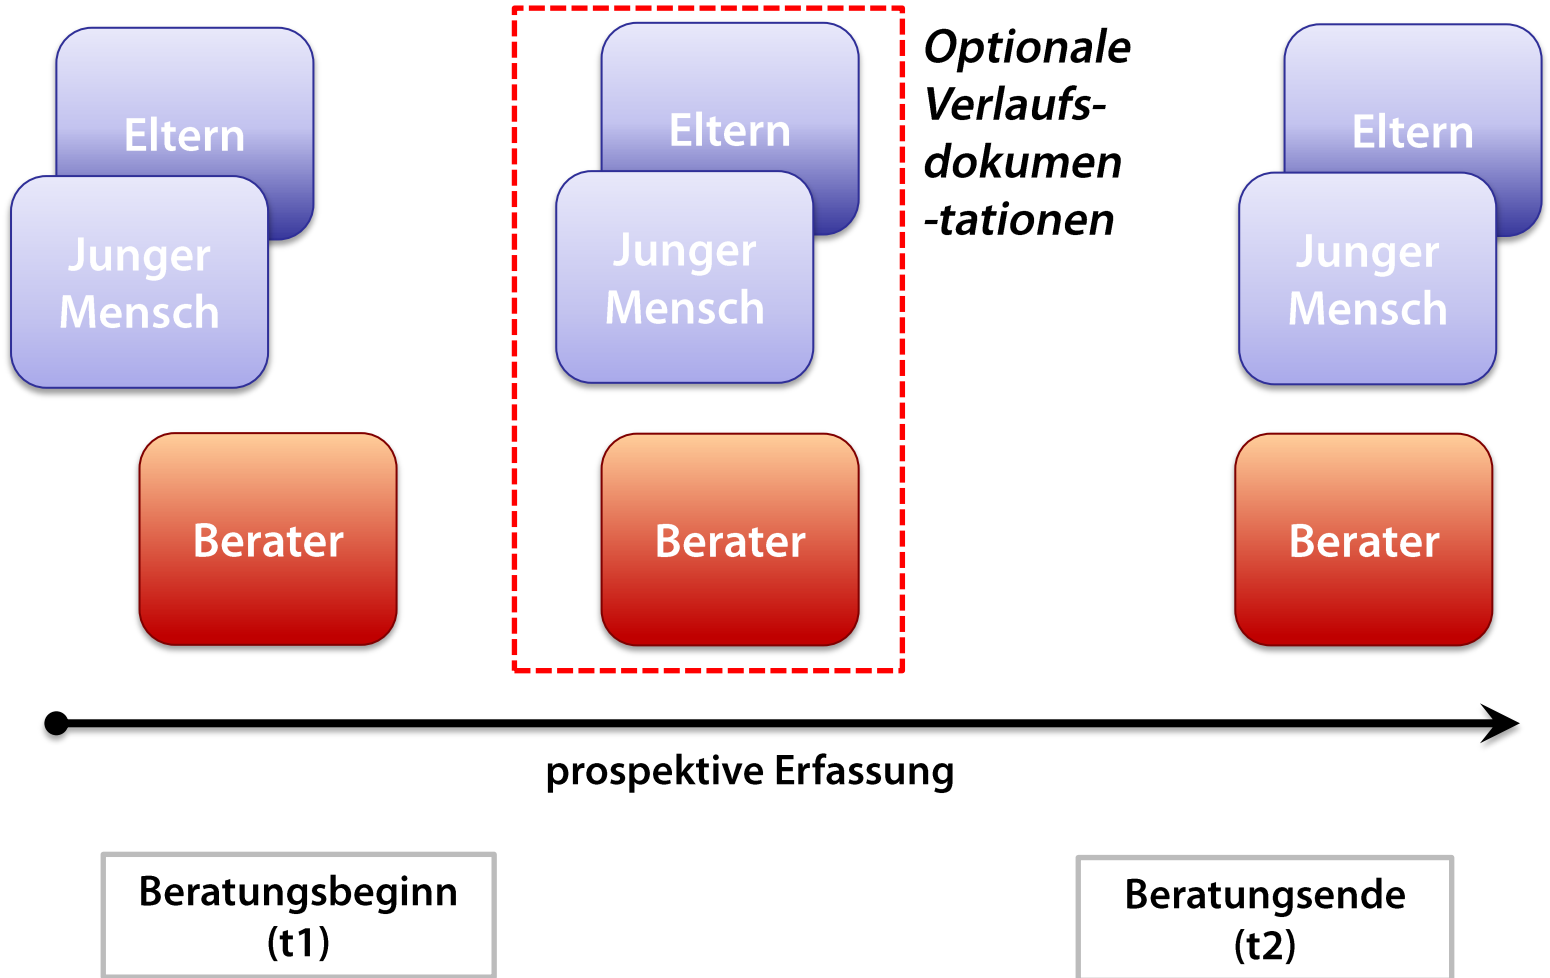 Eltern
Junger
Mensch
Berater
Eltern
Junger
Mensch
Berater
Optionale
Verlaufs-
dokumen
-tationen
Eltern
Junger
Mensch
Berater
prospektive Erfassung
Beratungsbeginn
(t1)
Beratungsende
(t2)